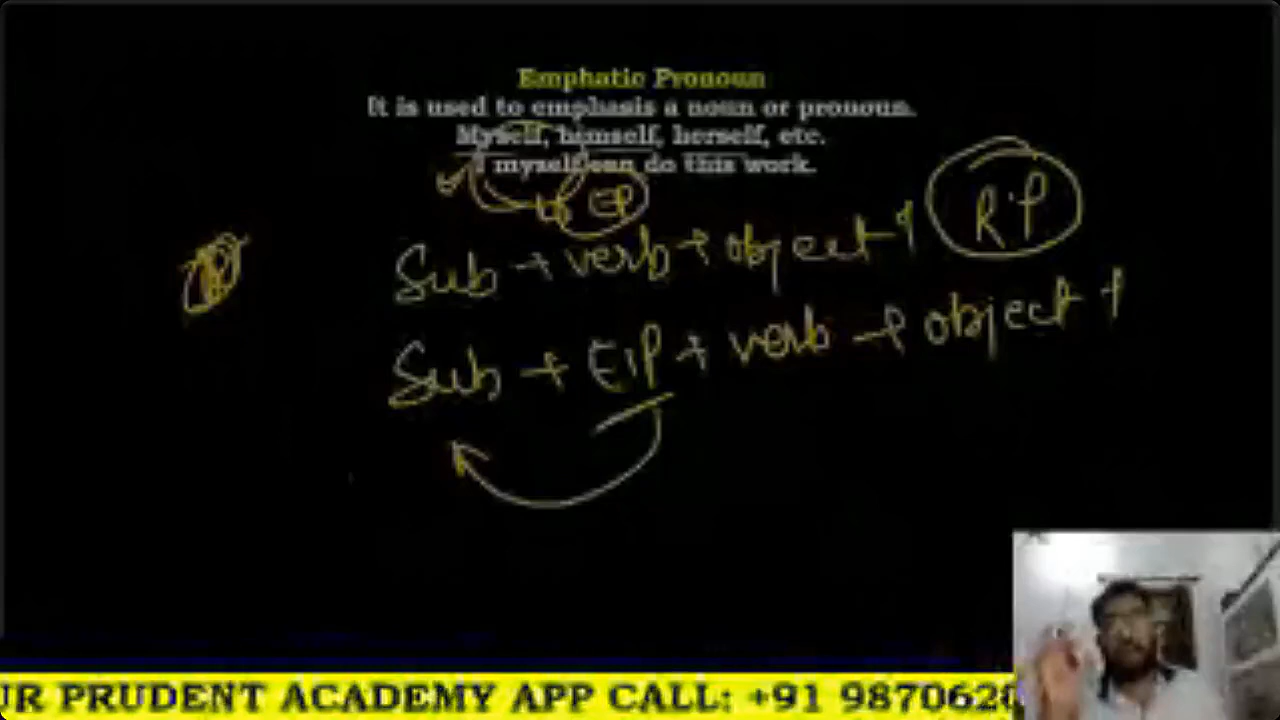 Emphatic Pronoun
It is used to emphasis a noun or pronoun.
Myself, himself, herself, etc.
I myself can do this work.
EP
Sub + verb + object + R.P
Sub + E.P + verb + object +
UR PRUDENT ACADEMY APP CALL: +91 987062